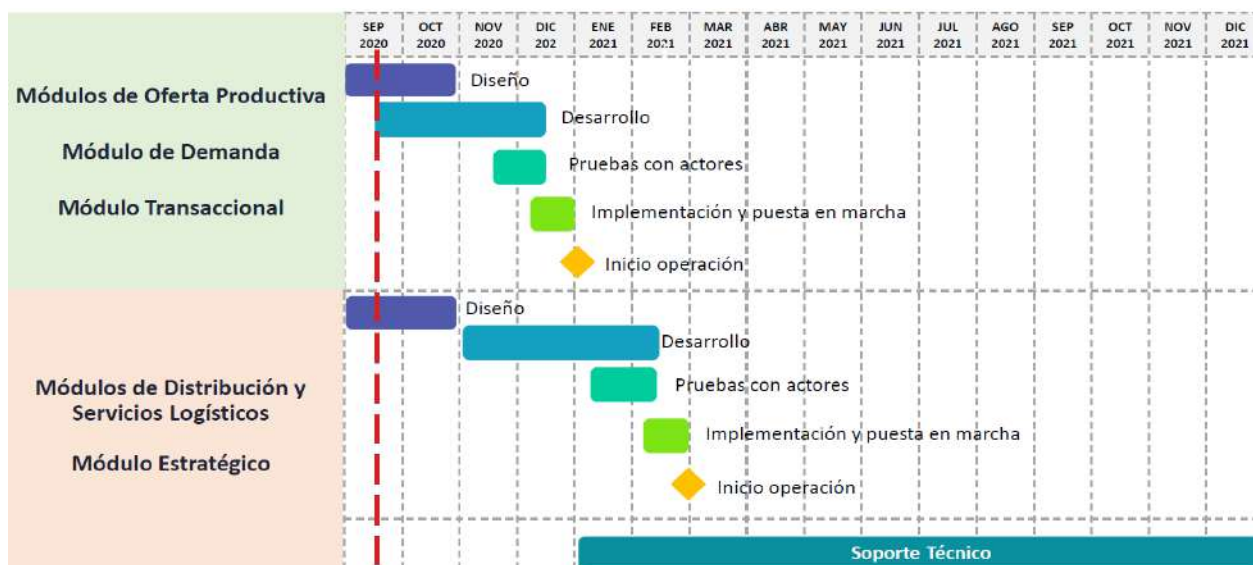 SEP OCT NOV DIC ENE FEB MAR ABR MAY JUN JUL AGO SEP OCT NOV DIC
2020 2020 2020 202 2021 2021 2021 2021 2021 2021 2021 2021 2021 2021 2021 2021
Módulos de Oferta Productiva
Módulo de Demanda
Módulo Transaccional
Diseño
Desarrollo
Pruebas con actores
Implementación y puesta en marcha
Inicio operación
Módulos de Distribución y
Servicios Logísticos
Módulo Estratégico
Diseño
Desarrollo
Pruebas con actores
Implementación y puesta en marcha
Inicio operación
Soporte Técnico